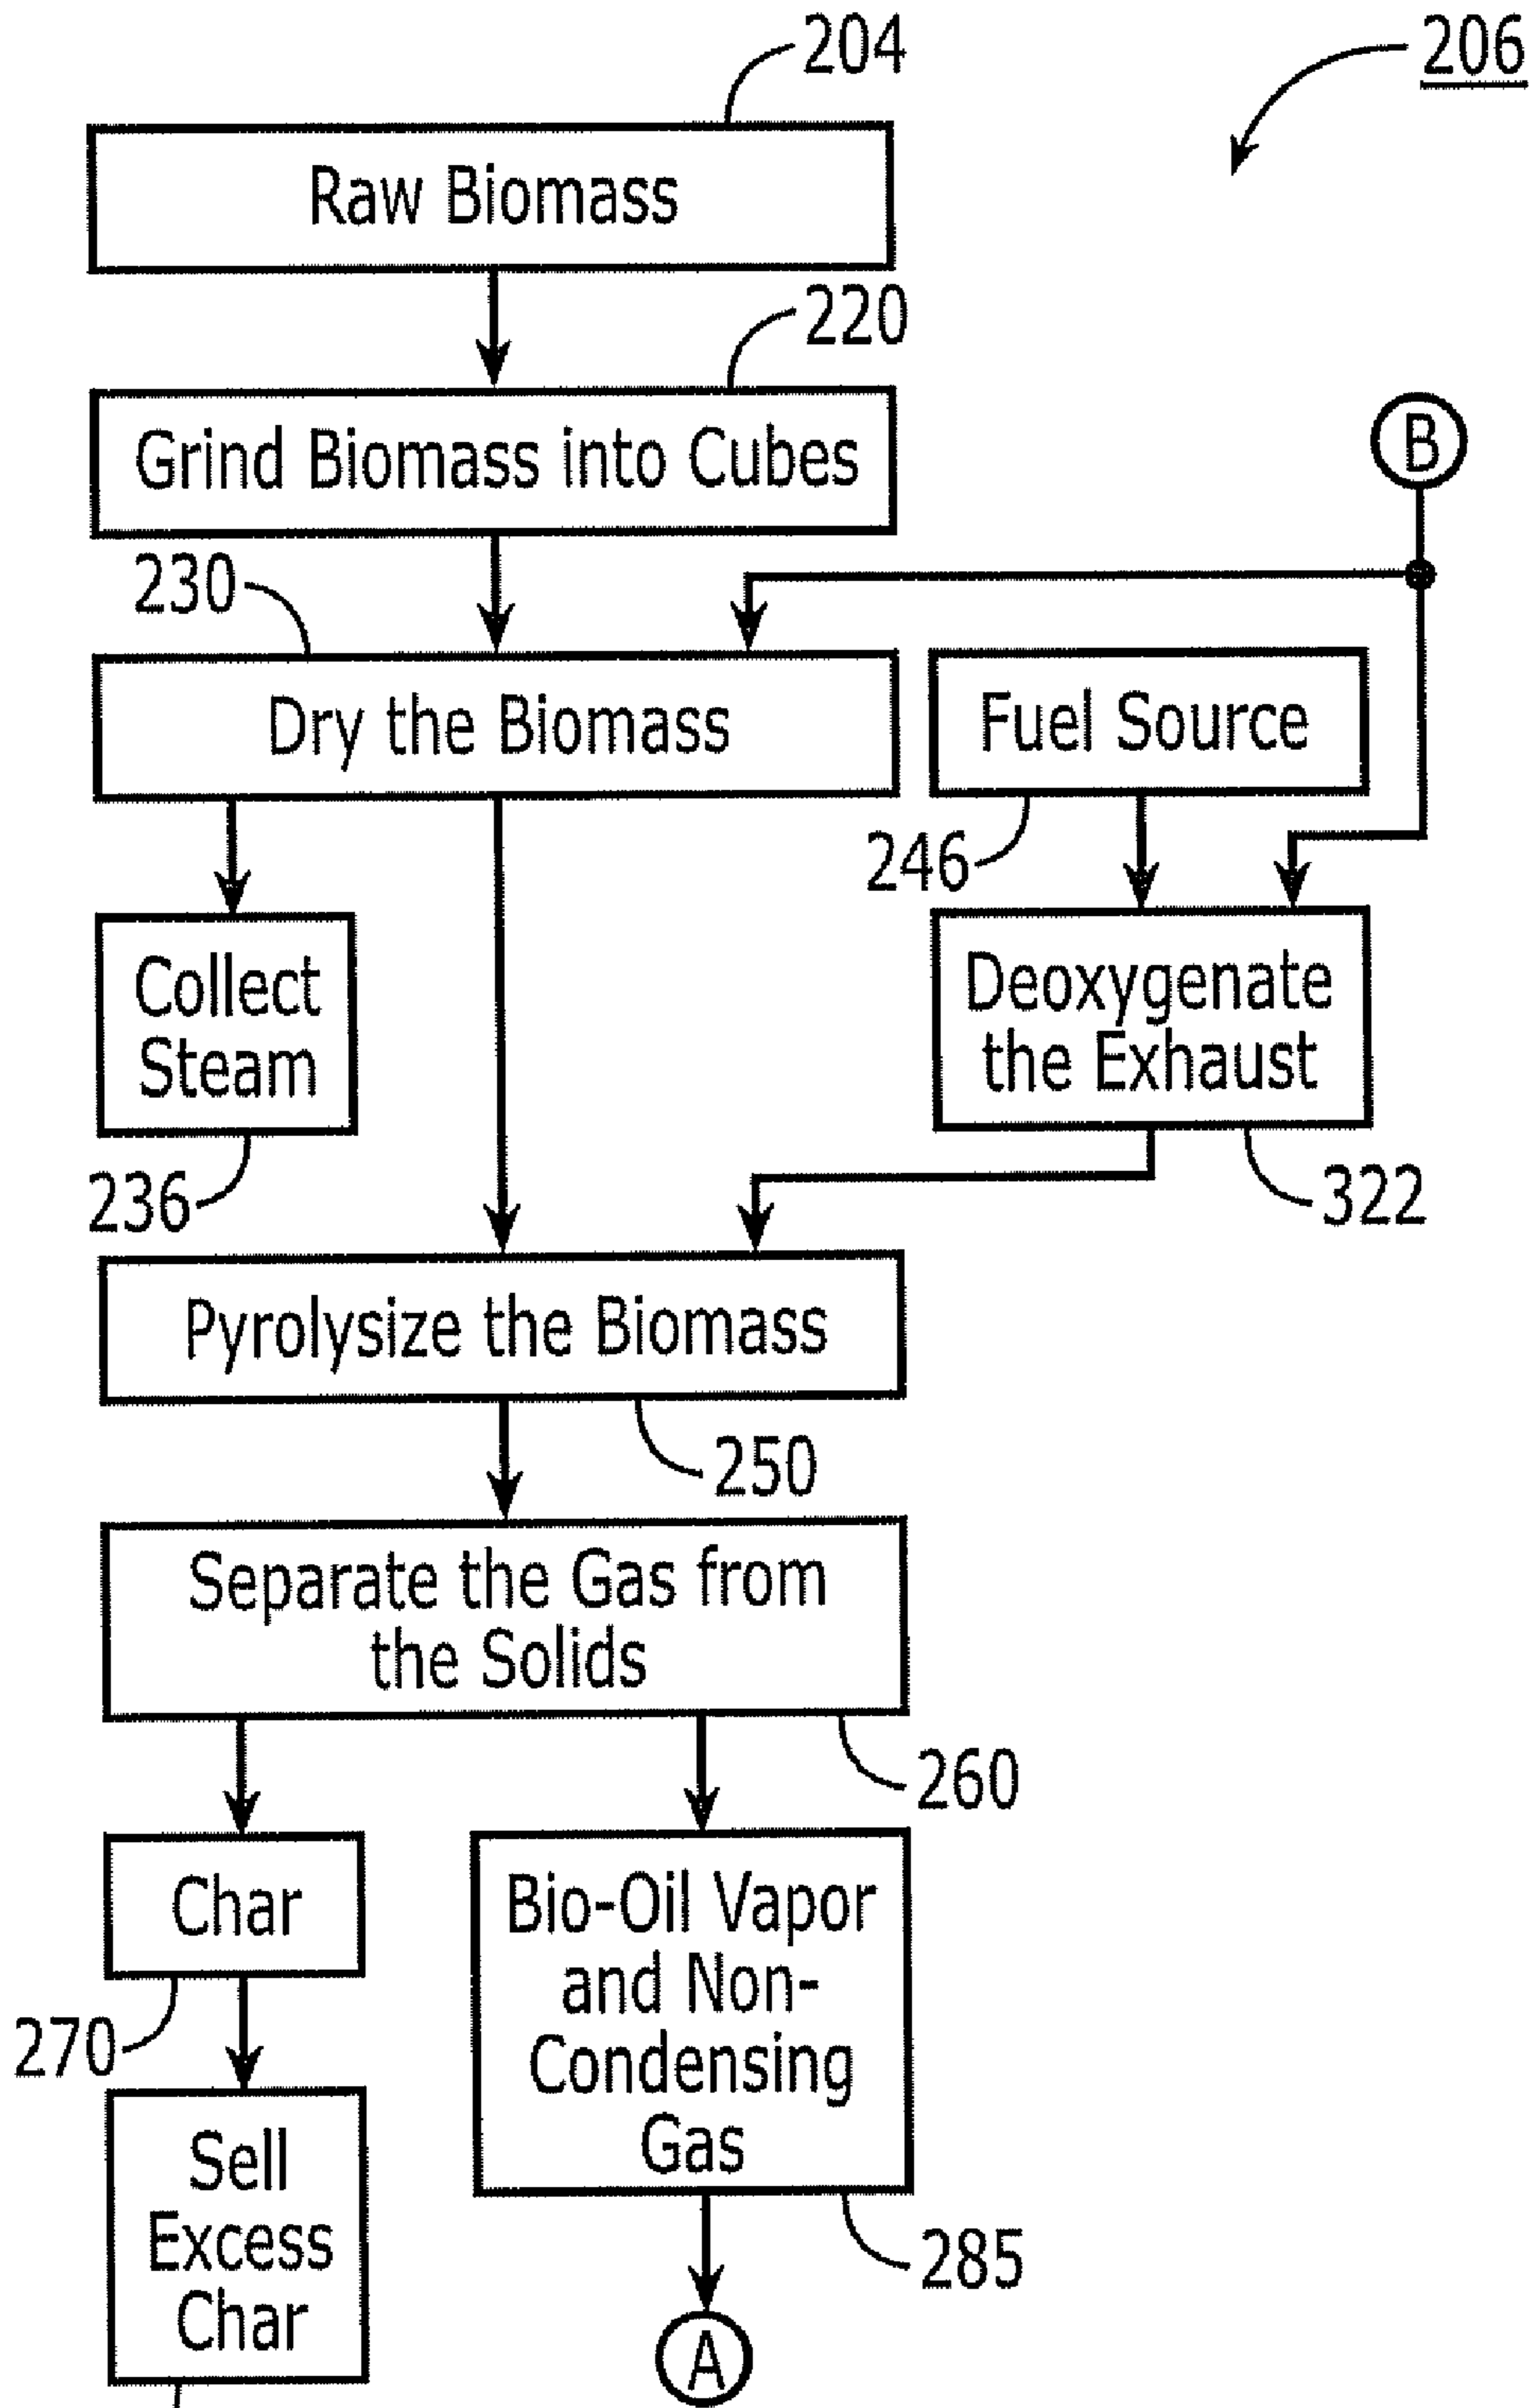 204
206
Raw Biomass
220
Grind Biomass into Cubes
B
230
Dry the Biomass
Fuel Source
246
Collect
Steam
Deoxygenate
the Exhaust
236
322
Pyrolysize the Biomass
250
Separate the Gas from
the Solids
260
Char
Bio-Oil Vapor
and Non-
Condensing
Gas
270
Sell
Excess
Char
285
A